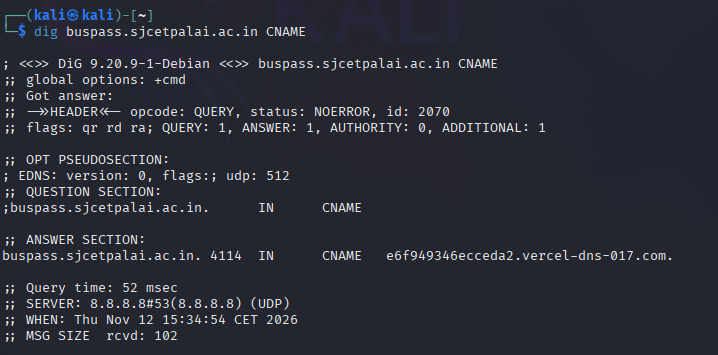 ┌──(kali㉿kali)-[~]
└─$ dig buspass.sjcetpalai.ac.in CNAME
; <<>> DiG 9.20.9-1-Debian <<>> buspass.sjcetpalai.ac.in CNAME
;; global options: +cmd
;; Got answer:
;; ->>HEADER<<- opcode: QUERY, status: NOERROR, id: 2070
;; flags: qr rd ra; QUERY: 1, ANSWER: 1, AUTHORITY: 0, ADDITIONAL: 1
;; OPT PSEUDOSECTION:
; EDNS: version: 0, flags:; udp: 512
;; QUESTION SECTION:
;buspass.sjcetpalai.ac.in. IN CNAME
;; ANSWER SECTION:
buspass.sjcetpalai.ac.in. 4114 IN CNAME e6f949346ecceda2.vercel-dns-017.com.
;; Query time: 52 msec
;; SERVER: 8.8.8.8#53(8.8.8.8) (UDP)
;; WHEN: Thu Nov 12 15:34:54 CET 2026
;; MSG SIZE rcvd: 102